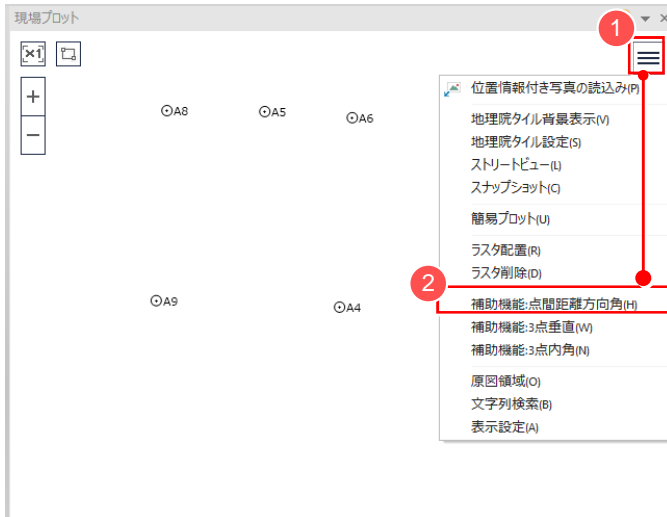 現場プロット
1
×1
位置情報付き写真の読込み(P)
地理院タイル背景表示(V)
地理院タイル設定(S)
ストリートビュー(L)
スナップショット(C)
簡易プロット(U)
ラスタ配置(R)
ラスタ削除(D)
2
補助機能:点間距離方向角(H)
補助機能:3点垂直(W)
補助機能:3点内角(N)
原図領域(O)
文字列検索(B)
表示設定(A)
A8
A5
A6
A9
A4